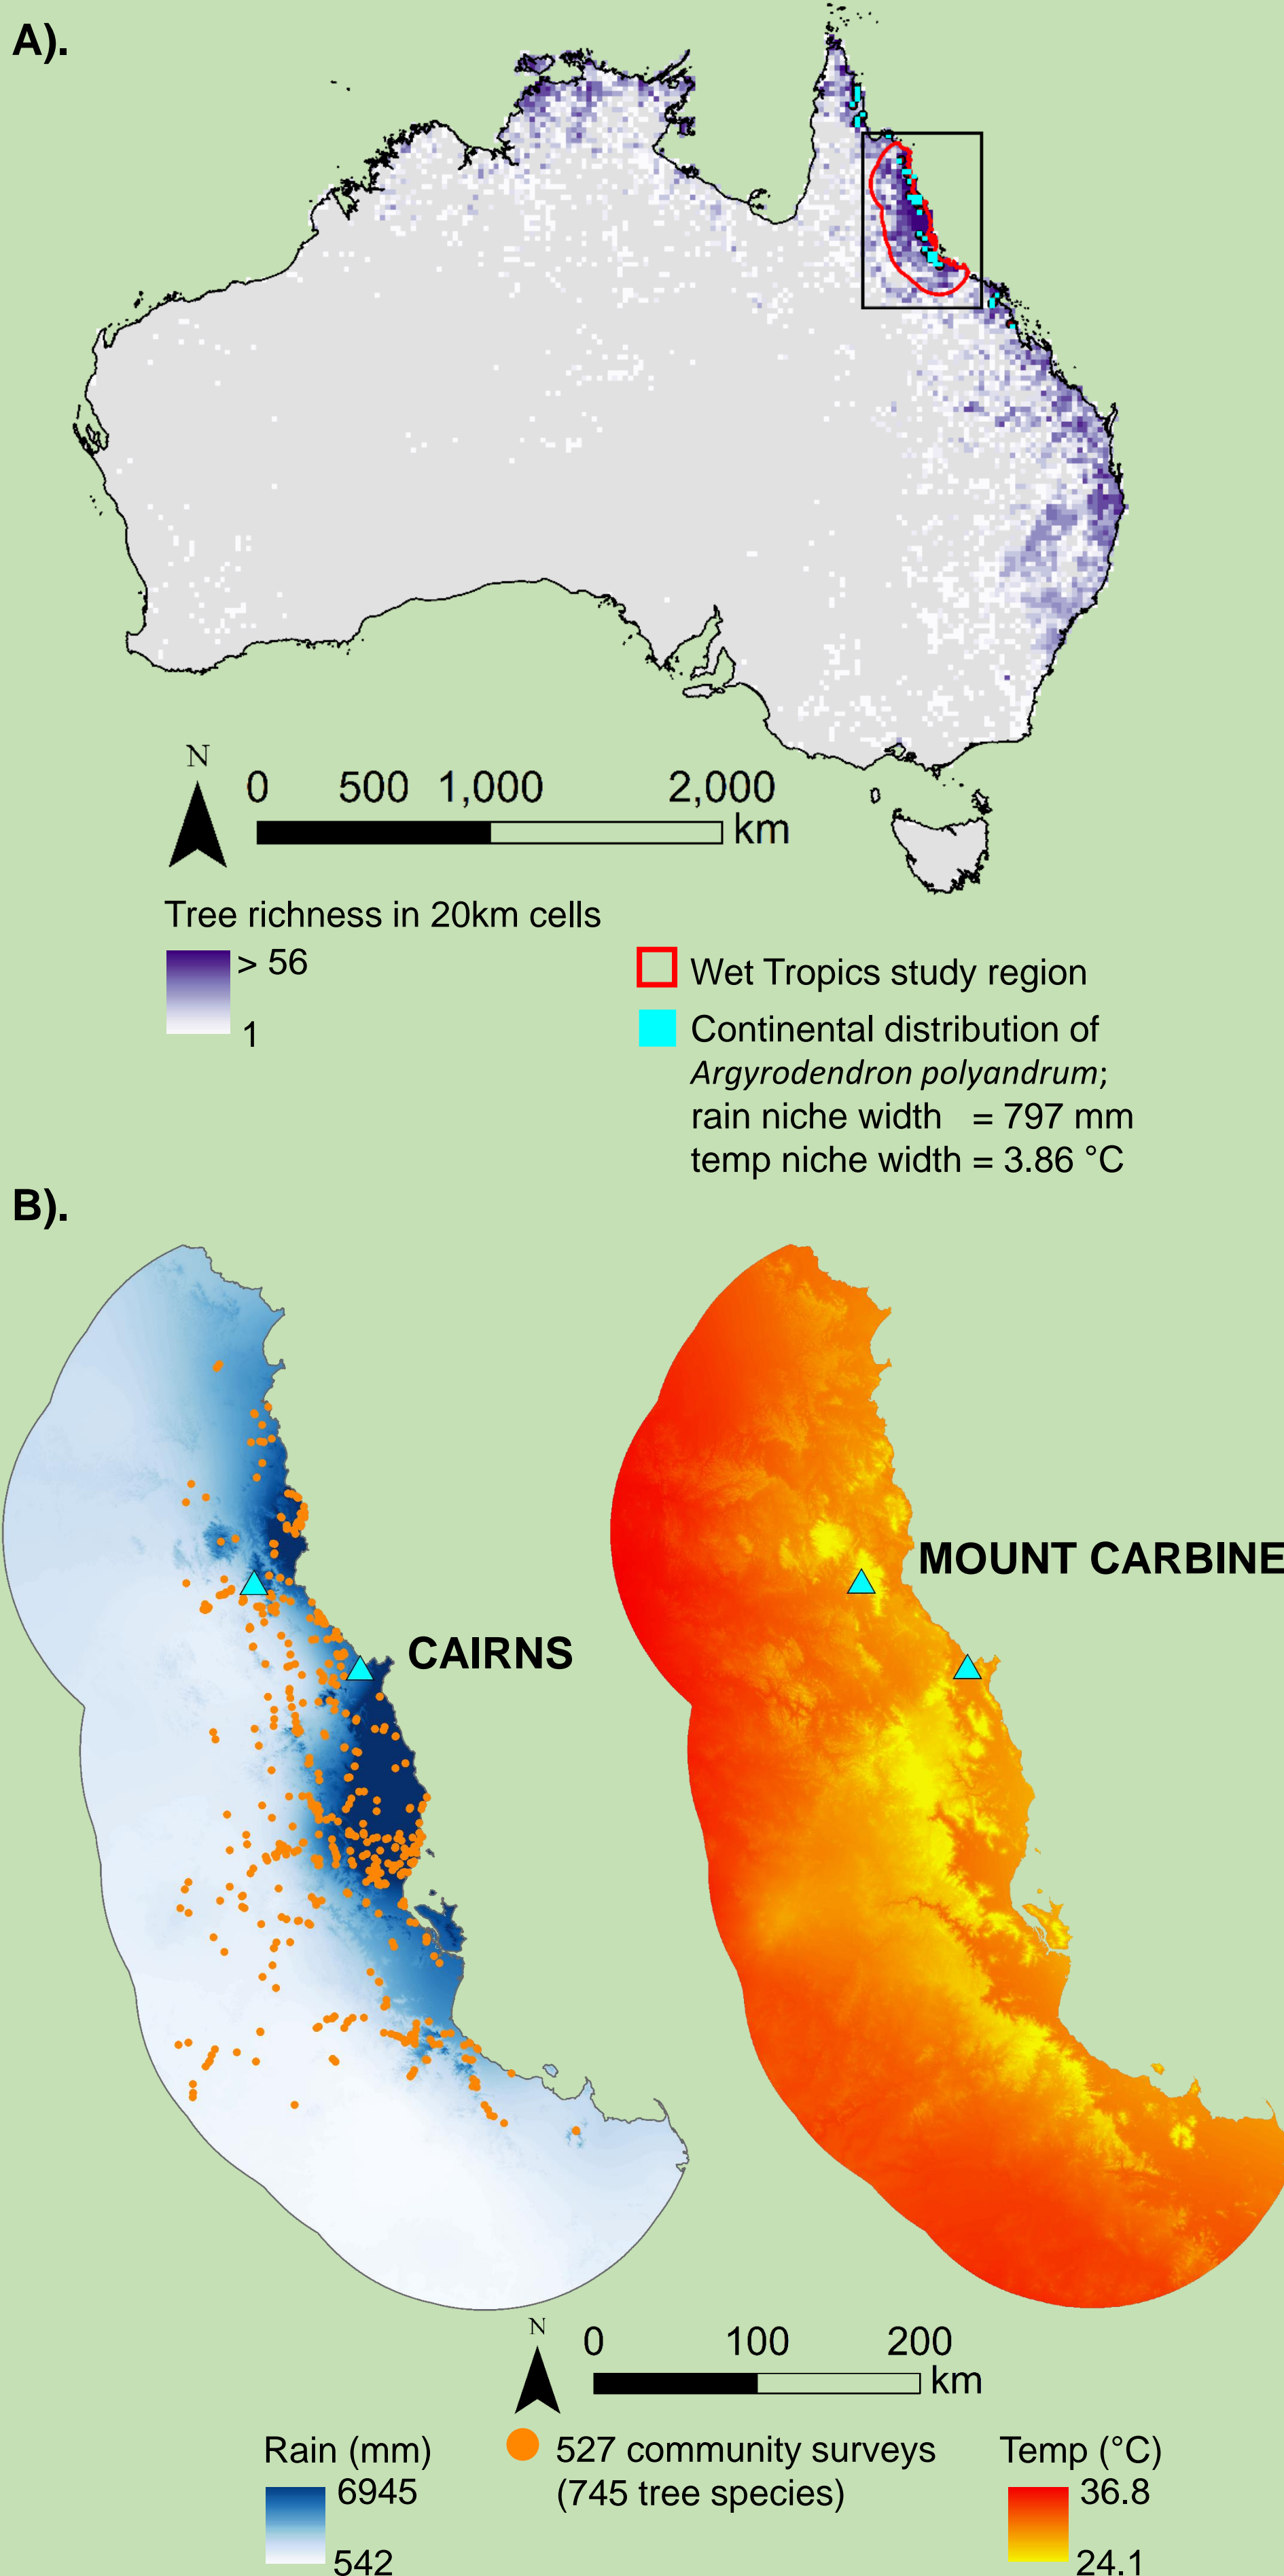 A).
N
0 500 1,000 2,000
km
Tree richness in 20km cells
> 56
1
Wet Tropics study region
Continental distribution of
Argyrodendron polyandrum;
rain niche width = 797 mm
temp niche width = 3.86 °C
B).
MOUNT CARBINE
CAIRNS
N
0 100 200
km
Rain (mm)
6945
542
527 community surveys
(745 tree species)
Temp (°C)
36.8
24.1